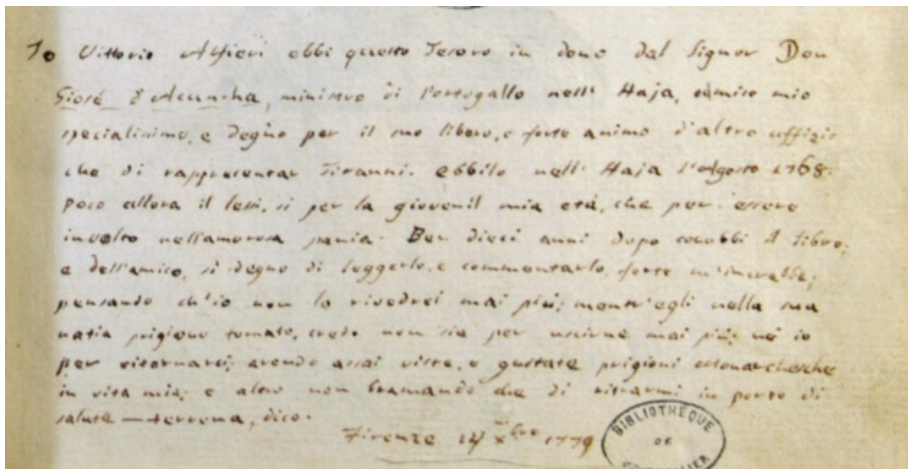 Io Vittorio Alfieri ebbi questo Tesoro in dono dal Signor Don
Giosé d'Acuncha, ministro di Portogallo nell' Haja, amico mio
specialissimo, e degno per il suo libero, e forte animo d'altro uffizio
che di rappresentar Tiranni. ebbilo nell' Haja l'Agosto 1768.
poco allora il lessi, sì per la giovenil mia età, che per essere
involto nell'amorosa pania. Ben dieci anni dopo conobbi il libro;
e dell'amico, sì degno di leggerlo, e commentarlo, forte m'increbbe;
pensando ch'io non lo rivedrei mai più; mentr'egli nella sua
natia prigione tornato, credo non sia per uscirne mai più; nè io
per ritornarci; avendo assai viste, e gustate prigioni monarchesche
in vita mia; e altro non bramando che di ritrarmi in porto di
salute — terrena, dico.
Firenze 14 Xbre 1779
BIBLIOTHÈQUE
DE